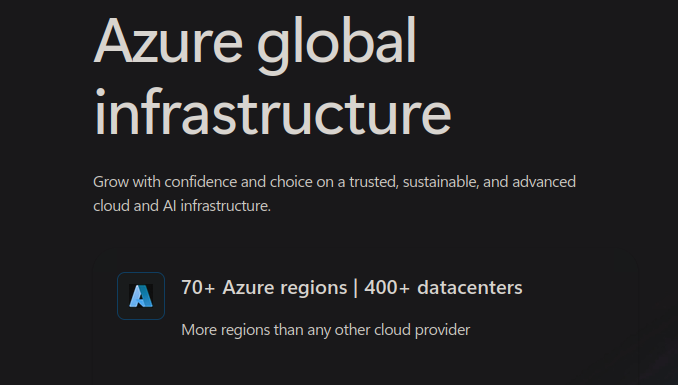 Azure global
infrastructure
Grow with confidence and choice on a trusted, sustainable, and advanced
cloud and AI infrastructure.
70+ Azure regions | 400+ datacenters
More regions than any other cloud provider